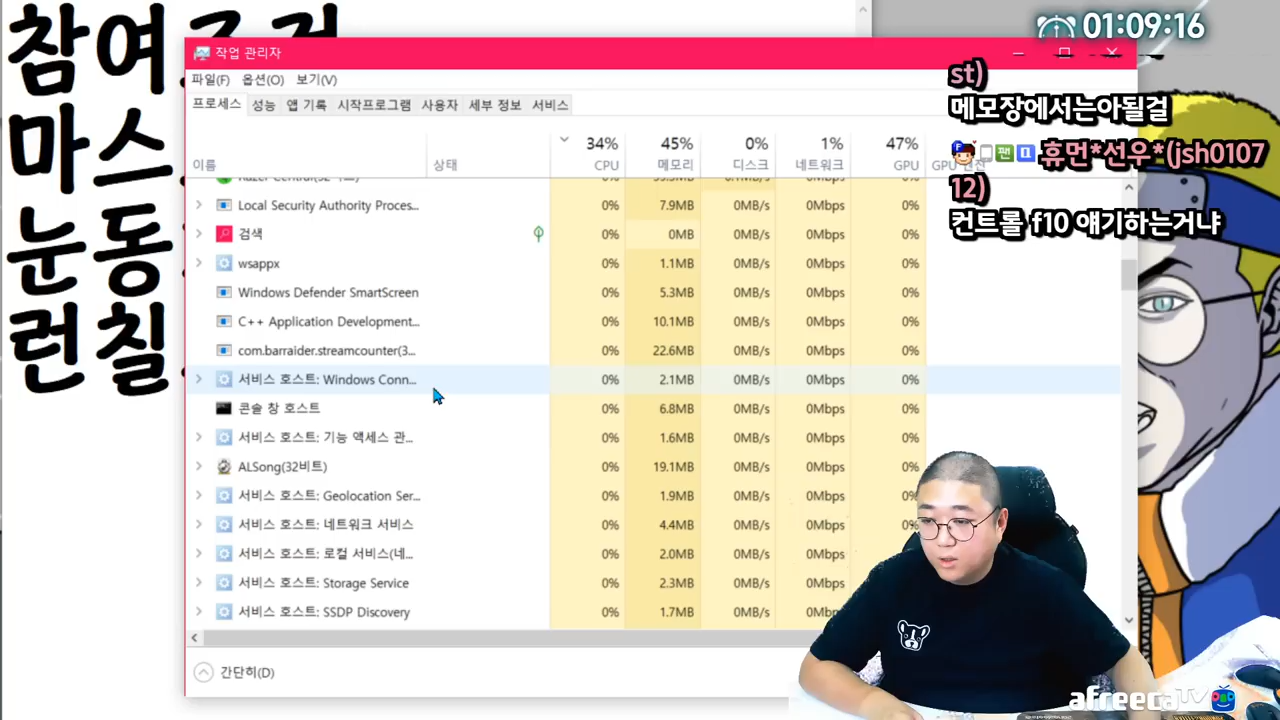 참여조건
마스
눈동
런칠
01:09:16
작업 관리자
파일(F) 옵션(O) 보기(V)
프로세스 성능 앱 기록 시작프로그램 사용자 세부 정보 서비스
34% 45% 0% 1% 47%
이름 상태 CPU 메모리 디스크 네트워크 GPU GPU 엔진
Local Security Authority Proces... 0% 7.9MB 0MB/s 0Mbps 0%
검색 0% 0MB 0MB/s 0Mbps 0%
wsappx 0% 1.1MB 0MB/s 0Mbps 0%
Windows Defender SmartScreen 0% 5.3MB 0MB/s 0Mbps 0%
C++ Application Development... 0% 10.1MB 0MB/s 0Mbps 0%
com.barraider.streamcounter(3... 0% 22.6MB 0MB/s 0Mbps 0%
서비스 호스트: Windows Conn... 0% 2.1MB 0MB/s 0Mbps 0%
콘솔 창 호스트 0% 6.8MB 0MB/s 0Mbps 0%
서비스 호스트: 기능 액세스 관... 0% 1.6MB 0MB/s 0Mbps 0%
ALSong(32비트) 0% 19.1MB 0MB/s 0Mbps 0%
서비스 호스트: Geolocation Ser... 0% 1.9MB 0MB/s 0Mbps 0%
서비스 호스트: 네트워크 서비스 0% 4.4MB 0MB/s 0Mbps 0%
서비스 호스트: 로컬 서비스(네... 0% 2.0MB 0MB/s 0Mbps
서비스 호스트: Storage Service 0% 2.3MB 0MB/s 0Mbps
서비스 호스트: SSDP Discovery 0% 1.7MB 0MB/s 0Mbps
간단히(D)
st)
메모장에서는아될걸
F 팬 n 휴먼*선우*(jsh0107
12)
컨트롤 f10 얘기하는거냐
afreecaTV